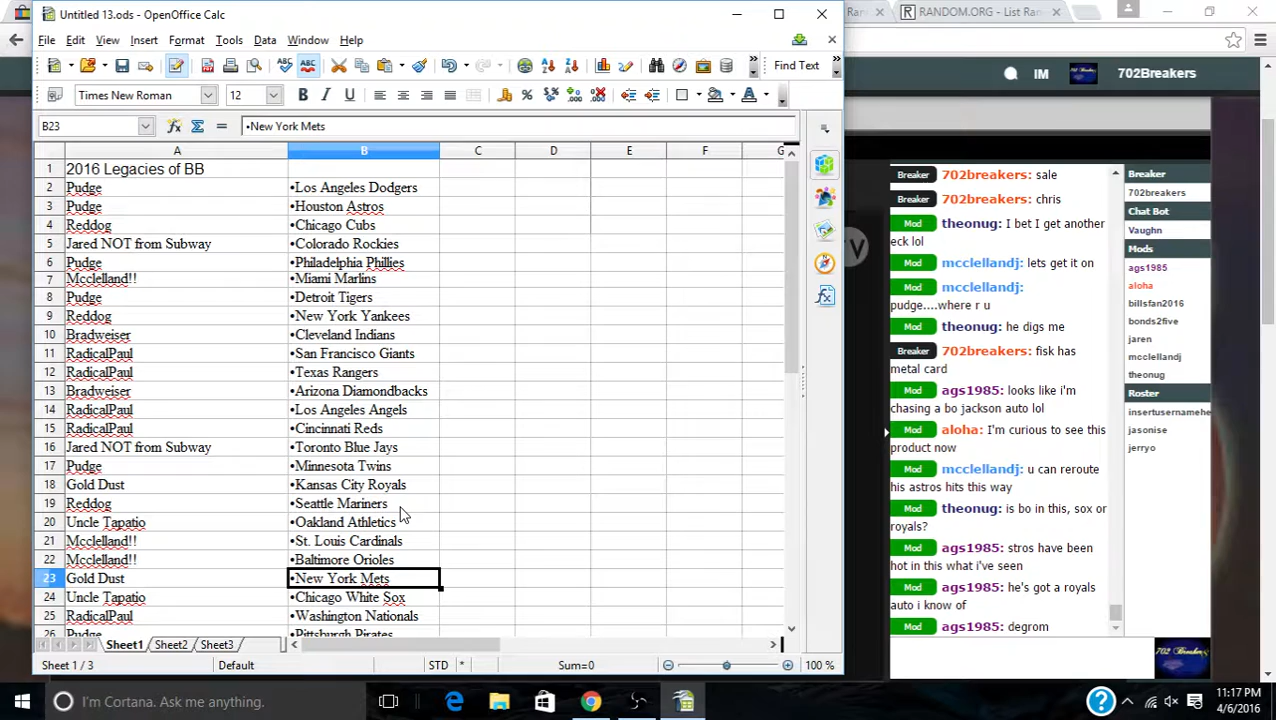 Untitled 13.ods - OpenOffice Calc
RANDOM.ORG - List Ran
File Edit View Insert Format Tools Data Window Help
Find Text
Times New Roman 12
B23 •New York Mets
A B C D E F G
1 2016 Legacies of BB
2 Pudge •Los Angeles Dodgers
3 Pudge •Houston Astros
4 Reddog •Chicago Cubs
5 Jared NOT from Subway •Colorado Rockies
6 Pudge •Philadelphia Phillies
7 Mcclelland!! •Miami Marlins
8 Pudge •Detroit Tigers
9 Reddog •New York Yankees
10 Bradweiser •Cleveland Indians
11 RadicalPaul •San Francisco Giants
12 RadicalPaul •Texas Rangers
13 Bradweiser •Arizona Diamondbacks
14 RadicalPaul •Los Angeles Angels
15 RadicalPaul •Cincinnati Reds
16 Jared NOT from Subway •Toronto Blue Jays
17 Pudge •Minnesota Twins
18 Gold Dust •Kansas City Royals
19 Reddog •Seattle Mariners
20 Uncle Tapatio •Oakland Athletics
21 Mcclelland!! •St. Louis Cardinals
22 Mcclelland!! •Baltimore Orioles
23 Gold Dust •New York Mets
24 Uncle Tapatio •Chicago White Sox
25 RadicalPaul •Washington Nationals
26 Pudge •Pittsburgh Pirates
Sheet1 Sheet2 Sheet3
Sheet 1 / 3 Default STD * Sum=0 100 %
IM 702Breakers
Breaker 702breakers: sale
Breaker 702breakers: chris
Mod theonug: I bet I get another
eck lol
Mod mcclellandj: lets get it on
Mod mcclellandj:
pudge....where r u
Mod theonug: he digs me
Breaker 702breakers: fisk has
metal card
Mod ags1985: looks like i'm
chasing a bo jackson auto lol
Mod aloha: I'm curious to see this
product now
Mod mcclellandj: u can reroute
his astros hits this way
Mod theonug: is bo in this, sox or
royals?
Mod ags1985: stros have been
hot in this what i've seen
Mod ags1985: he's got a royals
auto i know of
Mod ags1985: degrom
Breaker
702breakers
Chat Bot
Vaughn
Mods
ags1985
aloha
billsfan2016
bonds2five
jaren
mcclellandj
theonug
Roster
insertusernamehe
jasonise
jerryo
702 Breakers
I'm Cortana. Ask me anything.
11:17 PM
4/6/2016